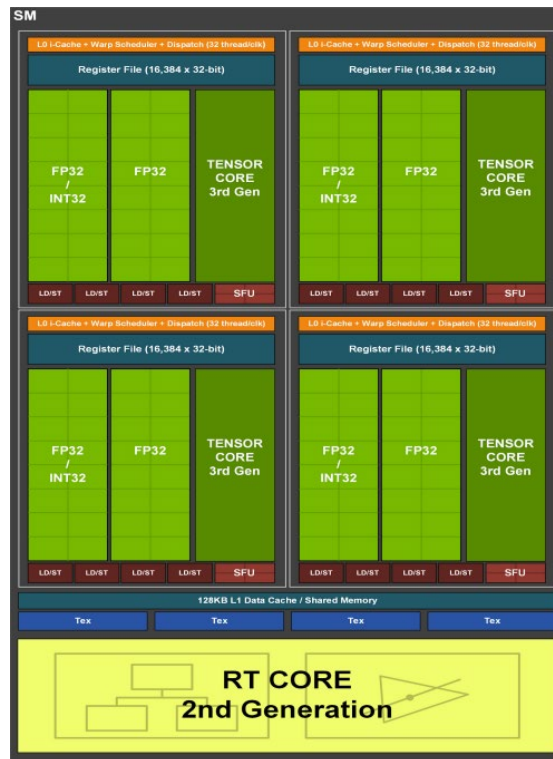 SM
L0 i-Cache + Warp Scheduler + Dispatch (32 thread/clk)
Register File (16,384 x 32-bit)
FP32
/
INT32
FP32
TENSOR
CORE
3rd Gen
LD/ST LD/ST LD/ST LD/ST SFU
L0 i-Cache + Warp Scheduler + Dispatch (32 thread/clk)
Register File (16,384 x 32-bit)
FP32
/
INT32
FP32
TENSOR
CORE
3rd Gen
LD/ST LD/ST LD/ST LD/ST SFU
L0 i-Cache + Warp Scheduler + Dispatch (32 thread/clk)
Register File (16,384 x 32-bit)
FP32
/
INT32
FP32
TENSOR
CORE
3rd Gen
LD/ST LD/ST LD/ST LD/ST SFU
L0 i-Cache + Warp Scheduler + Dispatch (32 thread/clk)
Register File (16,384 x 32-bit)
FP32
/
INT32
FP32
TENSOR
CORE
3rd Gen
LD/ST LD/ST LD/ST LD/ST SFU
128KB L1 Data Cache / Shared Memory
Tex Tex Tex Tex
RT CORE
2nd Generation